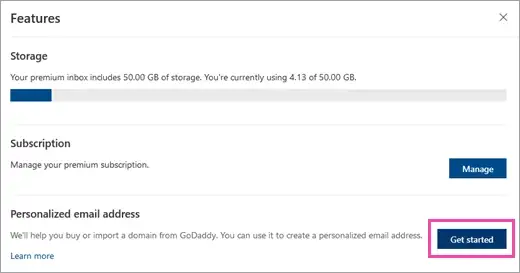 Features
Storage
Your premium inbox includes 50.00 GB of storage. You're currently using 4.13 of 50.00 GB.
Subscription
Manage your premium subscription.
Manage
Personalized email address
We'll help you buy or import a domain from GoDaddy. You can use it to create a personalized email address.
Get started
Learn more